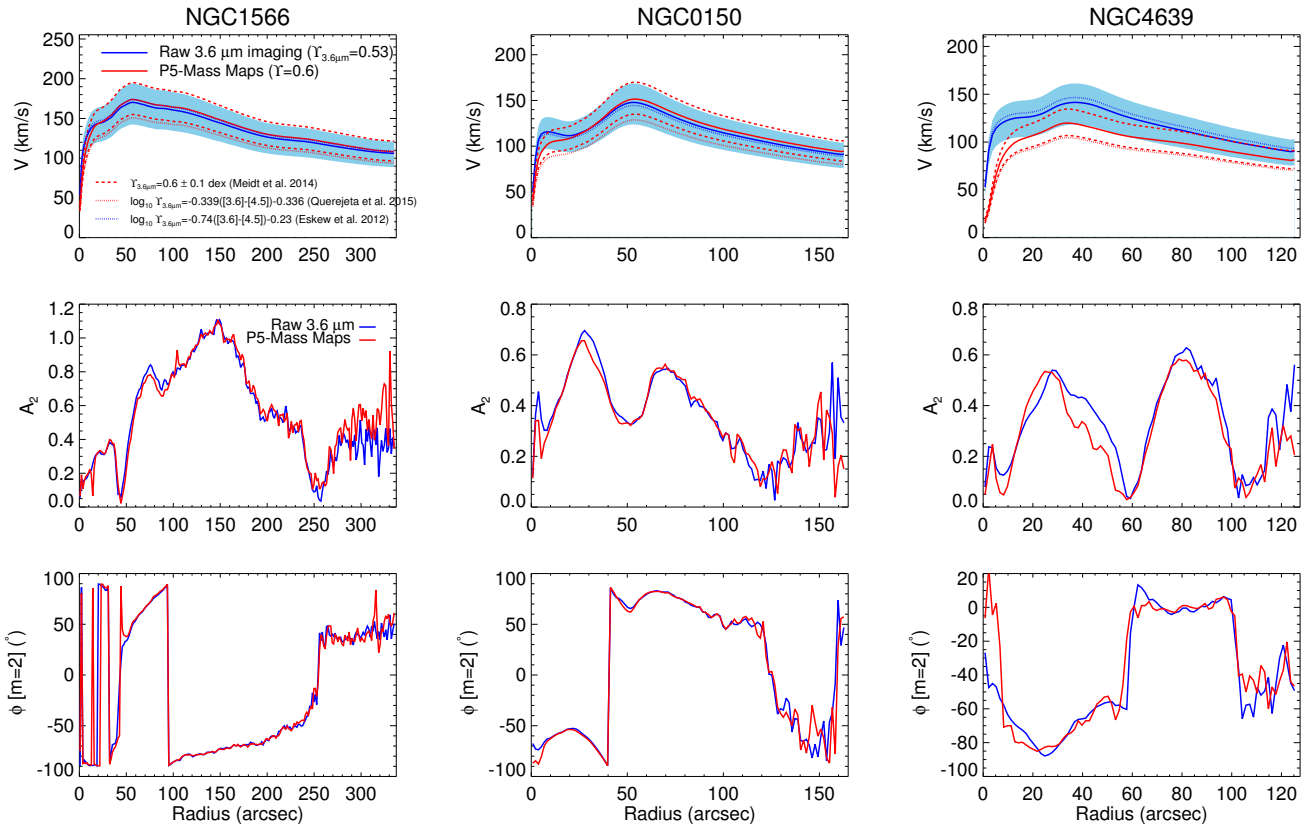 NGC1566
NGC0150
NGC4639
250
200
150
100
50
0
V (km/s)
Raw 3.6 μm imaging (ϒ3.6μm=0.53)
P5-Mass Maps (ϒ=0.6)
ϒ3.6μm=0.6 ± 0.1 dex (Meidt et al. 2014)
log10 ϒ3.6μm=-0.339([3.6]-[4.5])-0.336 (Querejeta et al. 2015)
log10 ϒ3.6μm=-0.74([3.6]-[4.5])-0.23 (Eskew et al. 2012)
0 50 100 150 200 250 300
200
150
100
50
0
V (km/s)
0 50 100 150
200
150
100
50
0
V (km/s)
0 20 40 60 80 100 120
1.2
1.0
0.8
0.6
0.4
0.2
0.0
A2
Raw 3.6 μm
P5-Mass Maps
0 50 100 150 200 250 300
0.8
0.6
0.4
0.2
0.0
A2
0 50 100 150
0.8
0.6
0.4
0.2
0.0
A2
0 20 40 60 80 100 120
100
50
0
-50
-100
ϕ [m=2] (°)
0 50 100 150 200 250 300
Radius (arcsec)
100
50
0
-50
-100
ϕ [m=2] (°)
0 50 100 150
Radius (arcsec)
20
0
-20
-40
-60
-80
-100
ϕ [m=2] (°)
0 20 40 60 80 100 120
Radius (arcsec)